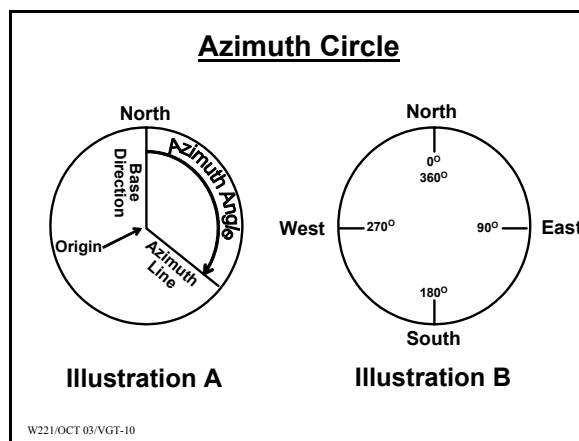 Azimuth Circle
North
Azimuth Angle
Base
Direction
Origin
Azimuth
Line
Illustration A
North
0°
360°
West
270°
90°
East
180°
South
Illustration B
W221/OCT 03/VGT-10